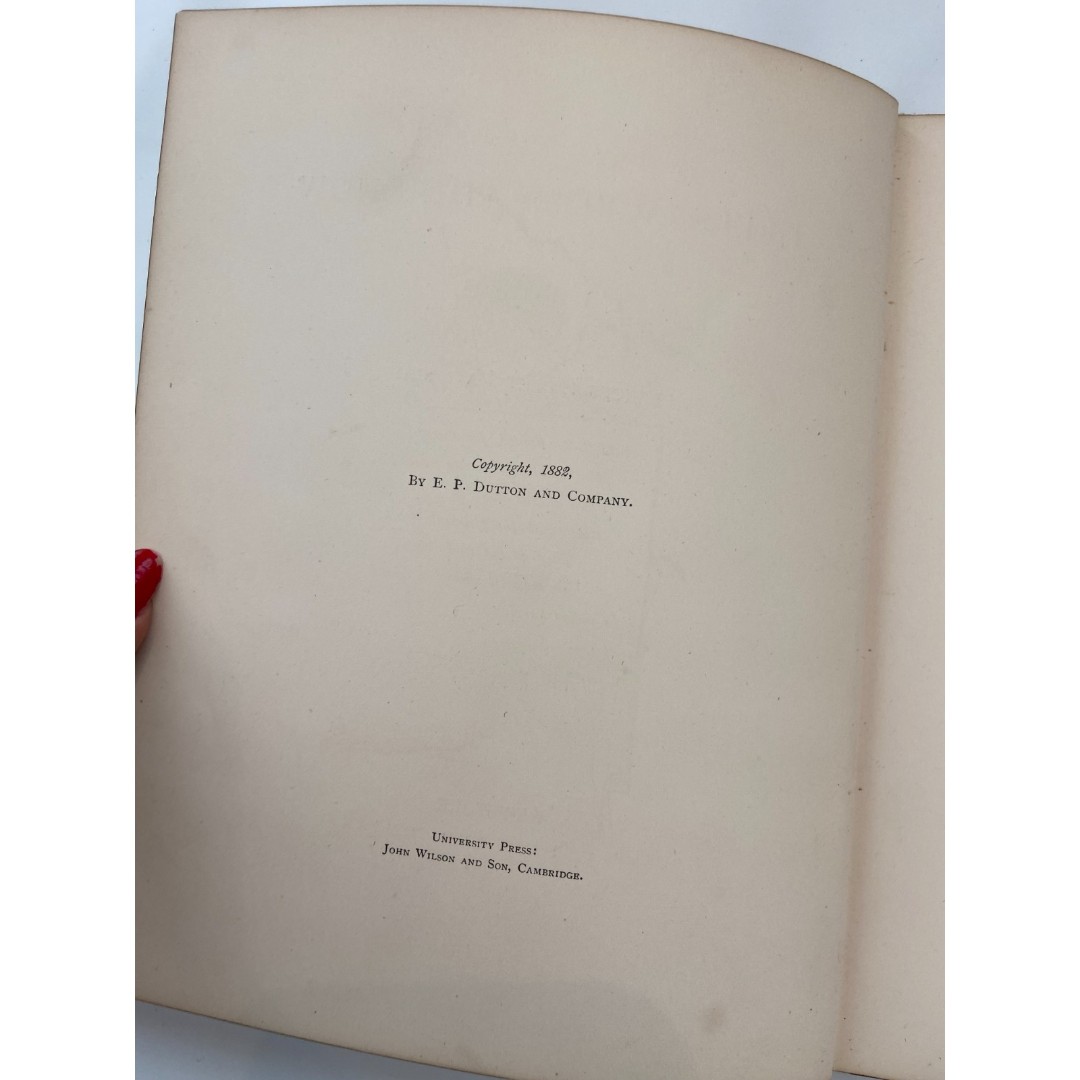 Copyright, 1882,
By E. P. Dutton and Company.
University Press:
John Wilson and Son, Cambridge.